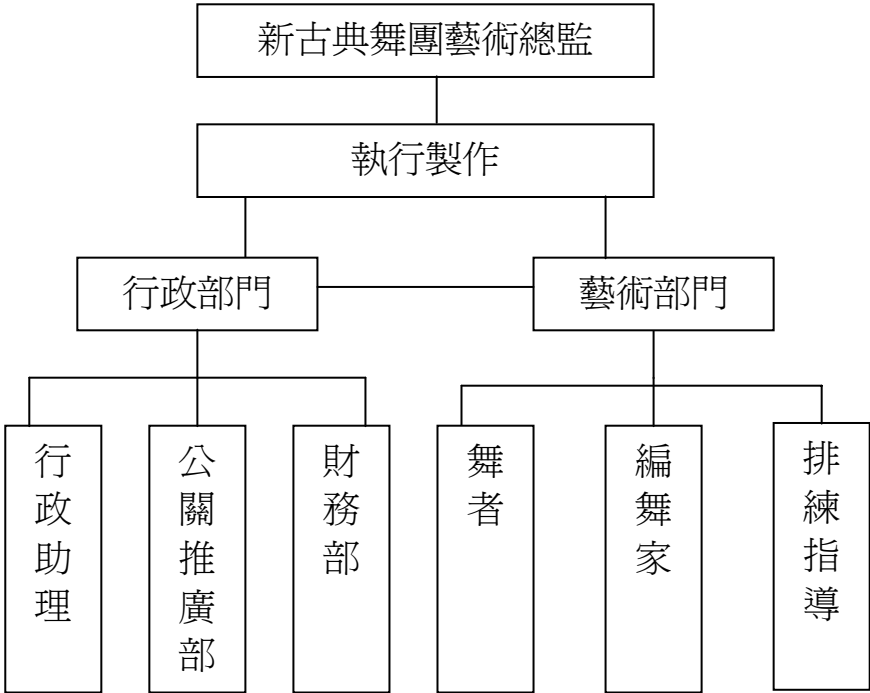 新古典舞團藝術總監
執行製作
行政部門
藝術部門
行政助理
公關推廣部
財務部
舞者
編舞家
排練指導